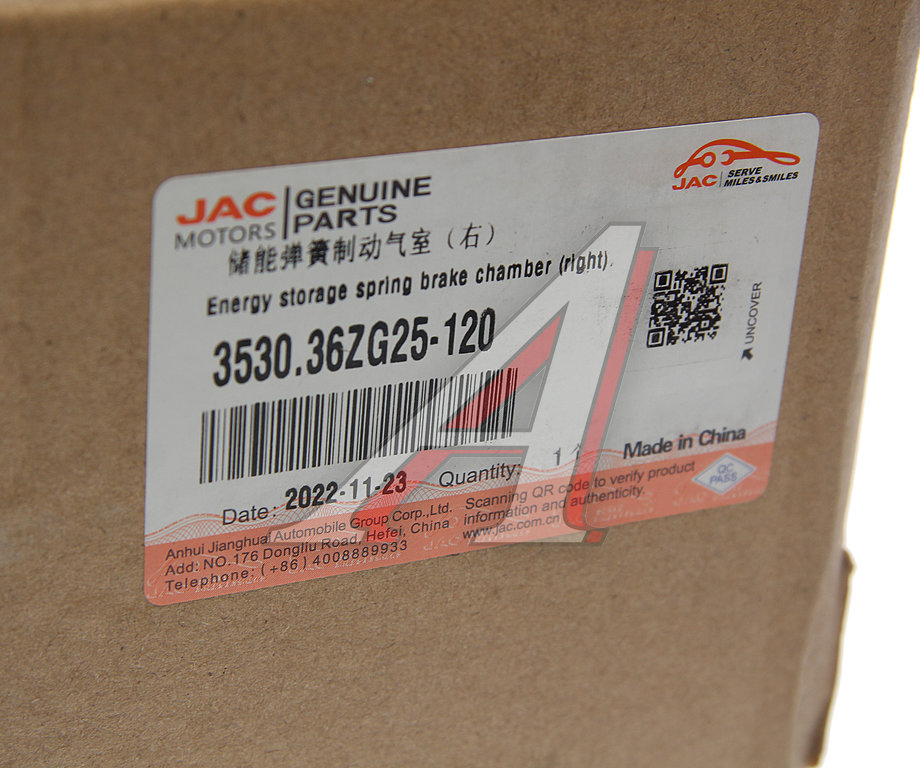 JAC
MOTORS
GENUINE
PARTS
JAC
SERVE
MILES&SMILES
储能弹簧制动气室（右）
Energy storage spring brake chamber (right).
3530.36ZG25-120
UNCOVER
Made in China
Date: 2022-11-23
Quantity: 1个
QC
PASS
Anhui Jianghuai Automobile Group Corp.,Ltd.
Add: NO.176 Dongliu Road, Hefei, China
Telephone: (+86) 4008889933
Scanning QR code to verify product
information and authenticity.
www.jac.com.cn